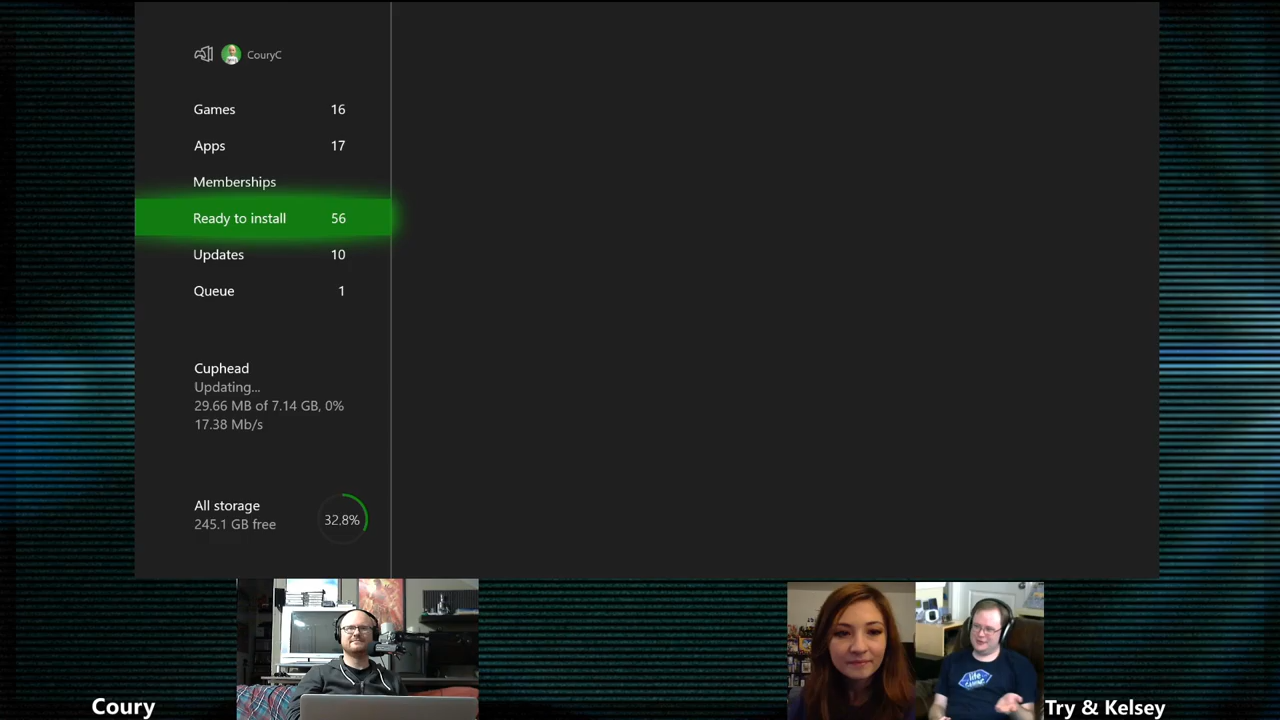 CouryC
Games 16
Apps 17
Memberships
Ready to install 56
Updates 10
Queue 1
Cuphead
Updating...
29.66 MB of 7.14 GB, 0%
17.38 Mb/s
All storage
245.1 GB free
32.8%
life
GAMING
Coury
Try & Kelsey